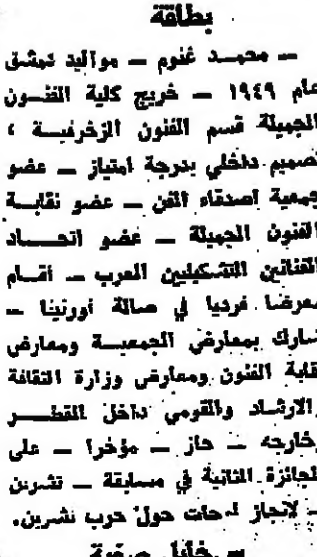 بطاقة
— محمد غنوم — مواليد دمشق
عام ١٩٤٩ — خريج كلية الفنون
الجميلة قسم الفنون الزخرفية ،
تصميم داخلي بدرجة امتياز — عضو
جمعية أصدقاء الفن — عضو نقابة
الفنون الجميلة — عضو اتحاد
الفنانين التشكيليين العرب — أقام
معرضا فرديا في صالة أورنينا —
شارك بمعارض الجمعية ومعارض
نقابة الفنون ومعارض وزارة الثقافة
والارشاد والقومي داخل القطر
وخارجه — حاز — مؤخرا — على
الجائزة الثانية في مسابقة — تشرين
— لانجاز لوحات حول حرب تشرين.